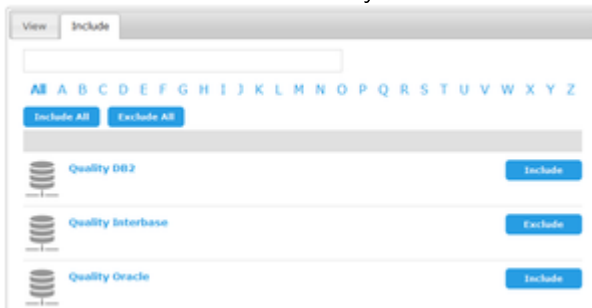 View Include
All A B C D E F G H I J K L M N O P Q R S T U V W X Y Z
Include All Exclude All
Quality DB2 Include
Quality Interbase Exclude
Quality Oracle Include